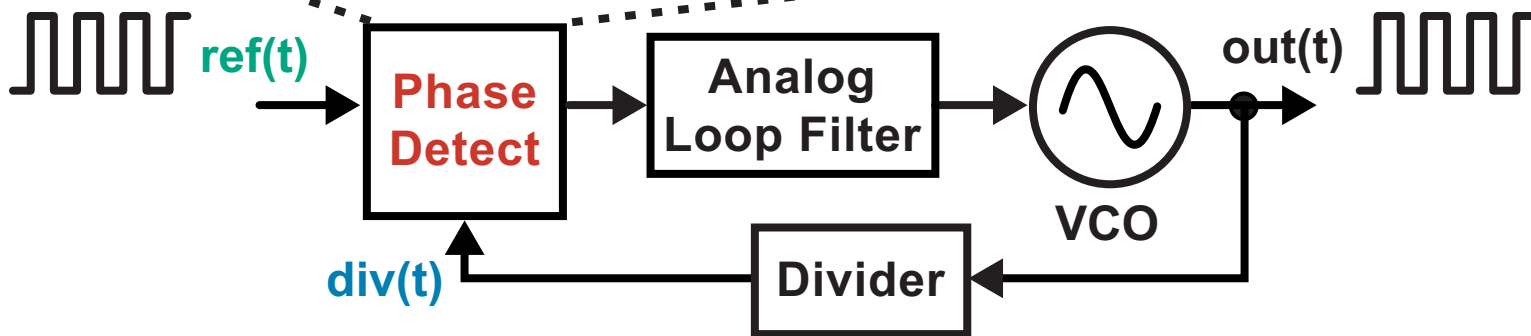 ref(t)
Phase
Detect
Analog
Loop Filter
out(t)
VCO
div(t)
Divider